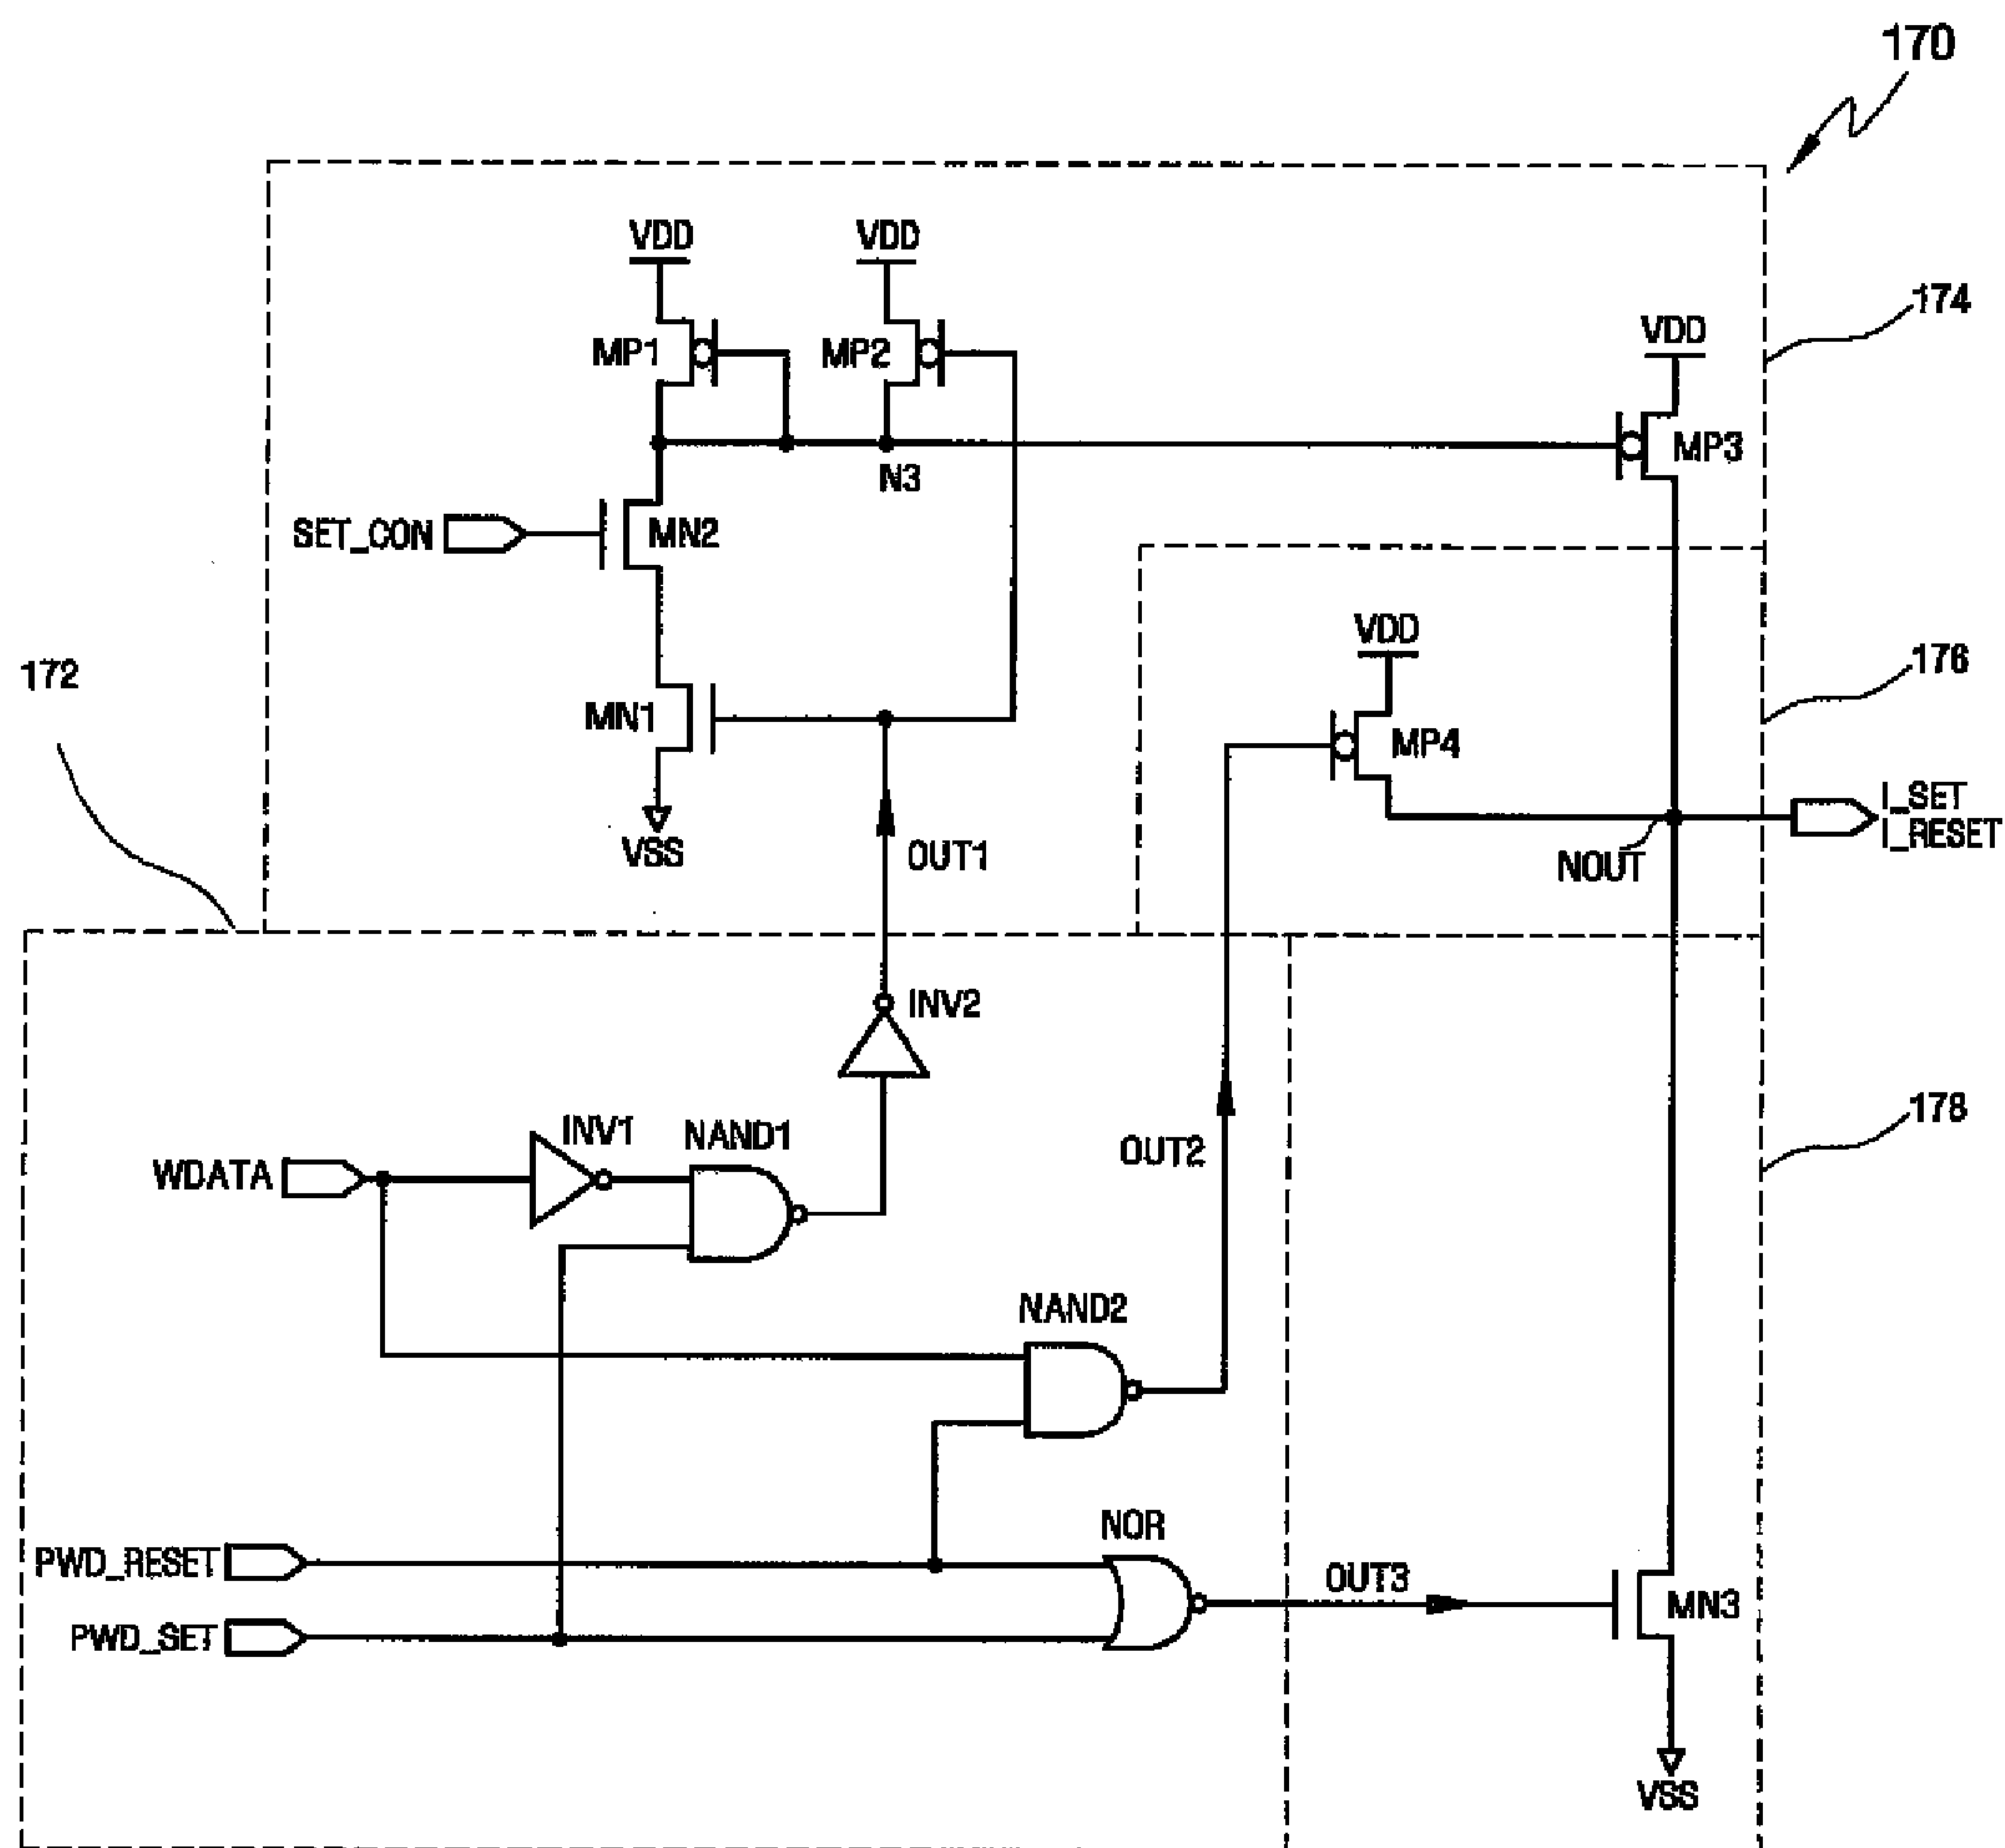 170
VDD
VDD
174
VDD
MP1
MP2
MP3
N3
SET_CON
MN2
VDD
172
176
MN1
MP4
I_SET
I_RESET
VSS
OUT1
NOUT
INV2
INV1
NAND1
178
OUT2
WDATA
NAND2
NOR
PWD_RESET
OUT3
MN3
PWD_SET
VSS